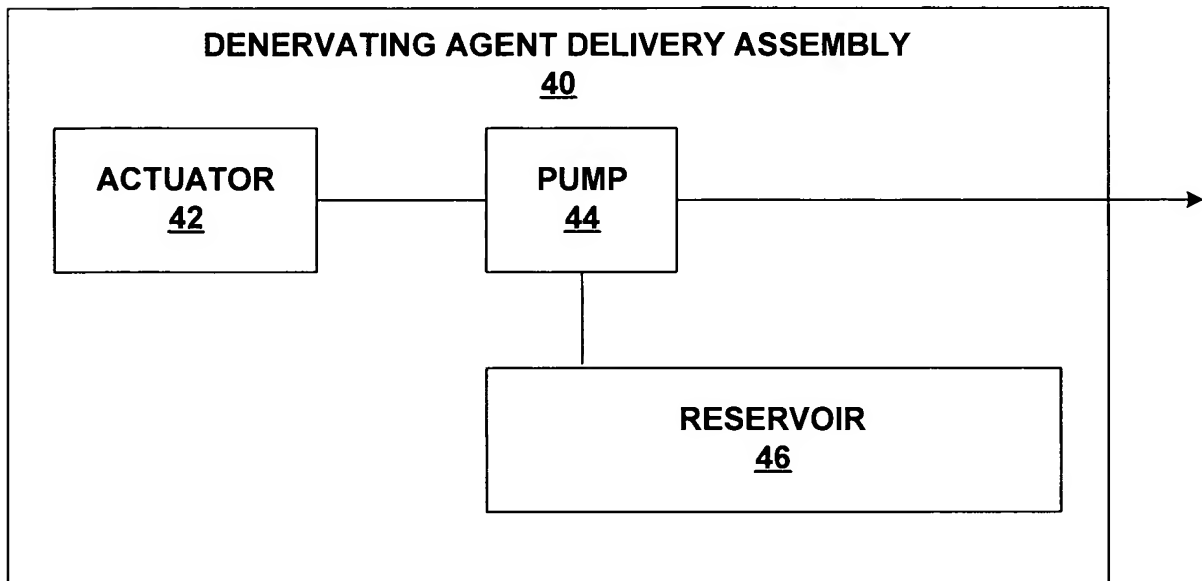 DENERVATING AGENT DELIVERY ASSEMBLY
40
ACTUATOR
42
PUMP
44
RESERVOIR
46